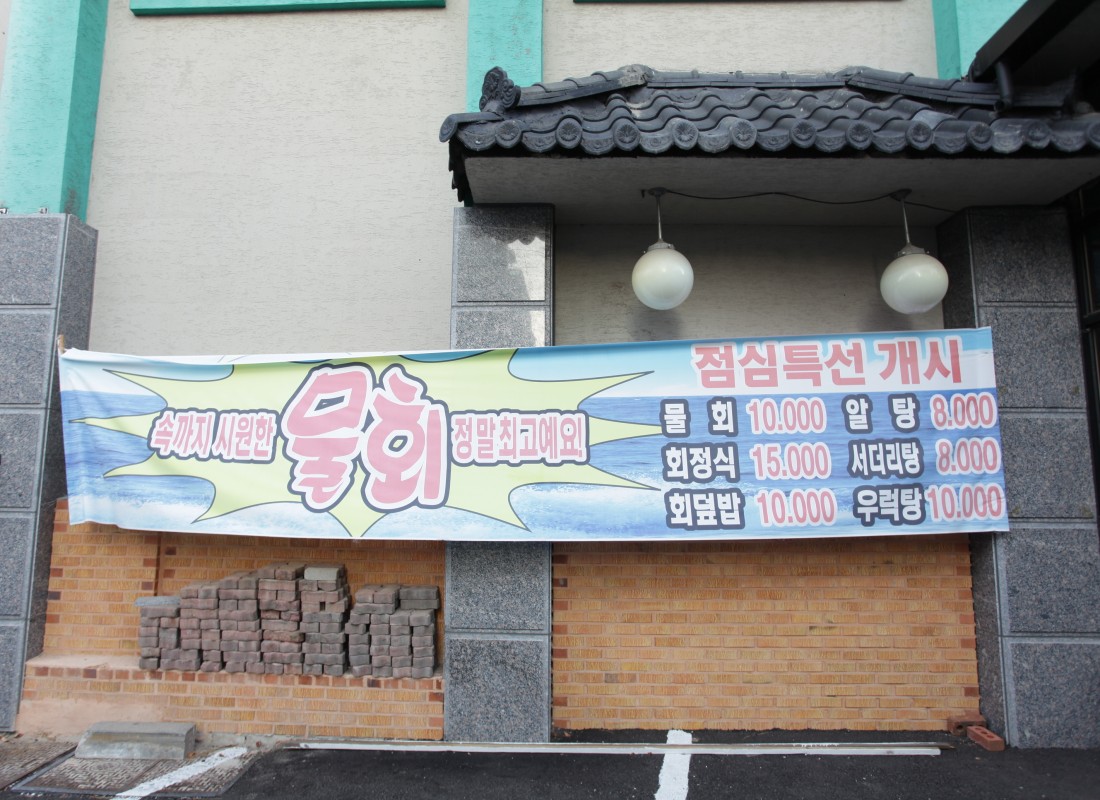 속까지 시원한 물회 정말 최고예요!
점심특선 개시
물 회 10.000 알 탕 8.000
회정식 15.000 서더리탕 8.000
회덮밥 10.000 우럭탕 10.000